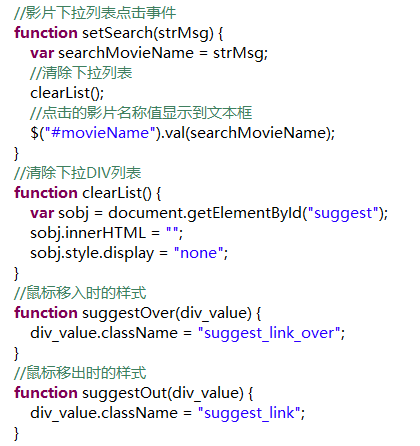 //影片下拉列表点击事件
function setSearch(strMsg) {
var searchMovieName = strMsg;
//清除下拉列表
clearList();
//点击的影片名称值显示到文本框
$("#movieName").val(searchMovieName);
}
//清除下拉DIV列表
function clearList() {
var sobj = document.getElementById("suggest");
sobj.innerHTML = "";
sobj.style.display = "none";
}
//鼠标移入时的样式
function suggestOver(div_value) {
div_value.className = "suggest_link_over";
}
//鼠标移出时的样式
function suggestOut(div_value) {
div_value.className = "suggest_link";
}